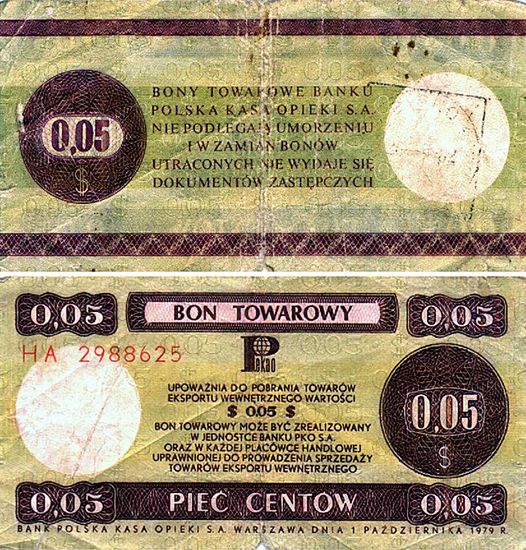 BONY TOWAROWE BANKU
POLSKA KASA OPIEKI S.A.
NIE PODLEGAJĄ UMORZENIU
I W ZAMIAN BONÓW
UTRACONYCH NIE WYDAJE SIĘ
DOKUMENTÓW ZASTĘPCZYCH
0,05
$
0,05 BON TOWAROWY 0,05
HA 2988625
Pekao
UPOWAŻNIA DO POBRANIA TOWARÓW
EKSPORTU WEWNĘTRZNEGO WARTOŚCI
$ 0.05 $
BON TOWAROWY MOŻE BYĆ ZREALIZOWANY
W JEDNOSTCE BANKU PKO S.A.
ORAZ W KAŻDEJ PLACÓWCE HANDLOWEJ
UPRAWNIONEJ DO PROWADZENIA SPRZEDAŻY
TOWARÓW EKSPORTU WEWNĘTRZNEGO
0,05
$
0,05 PIĘĆ CENTÓW 0,05
BANK POLSKA KASA OPIEKI S.A. WARSZAWA DNIA 1 PAŹDZIERNIKA 1979 R.